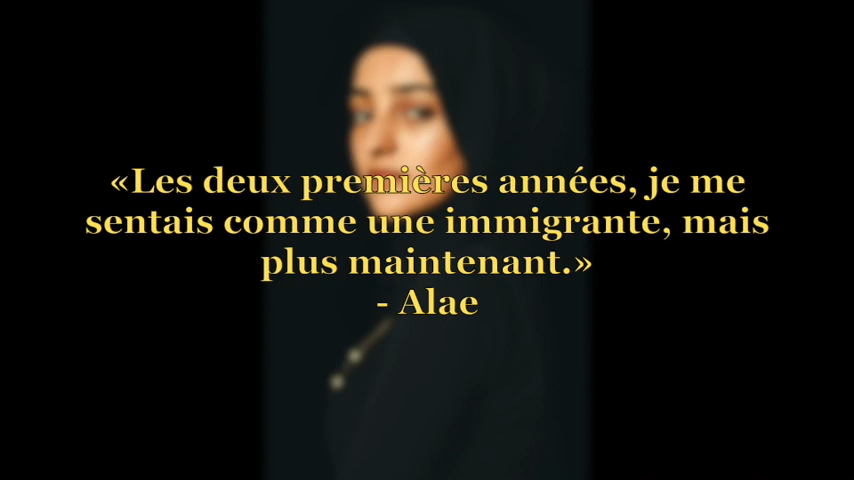 «Les deux premières années, je me
sentais comme une immigrante, mais
plus maintenant.»
- Alae